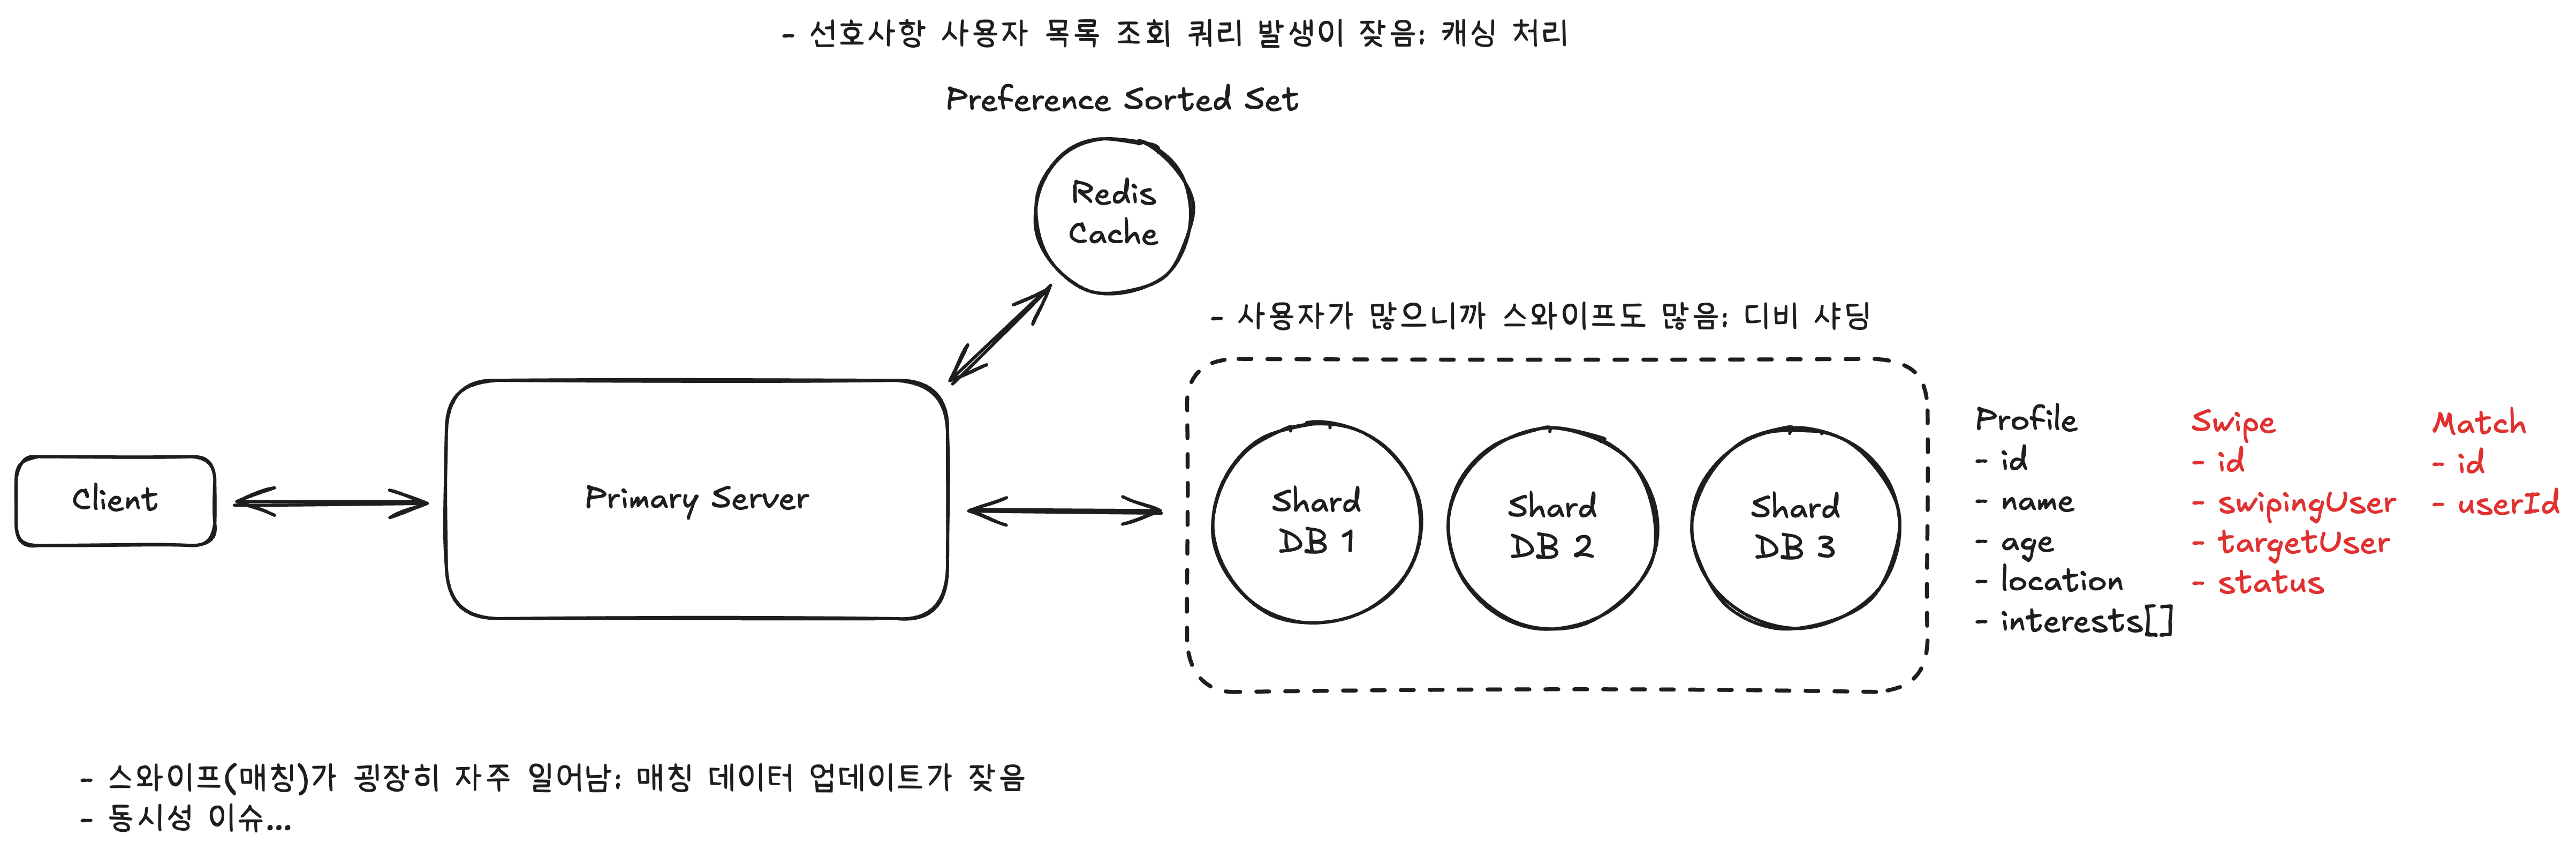 - 선호사항 사용자 목록 조회 쿼리 발생이 잦음; 캐싱 처리
Preference Sorted Set
Redis
Cache
- 사용자가 많으니까 스와이프도 많음; 디비 샤딩
Client
Primary Server
Shard
DB 1
Shard
DB 2
Shard
DB 3
Profile
- id
- name
- age
- location
- interests[]
Swipe
- id
- swipingUser
- targetUser
- status
Match
- id
- userId
- 스와이프(매칭)가 굉장히 자주 일어남; 매칭 데이터 업데이트가 잦음
- 동시성 이슈...